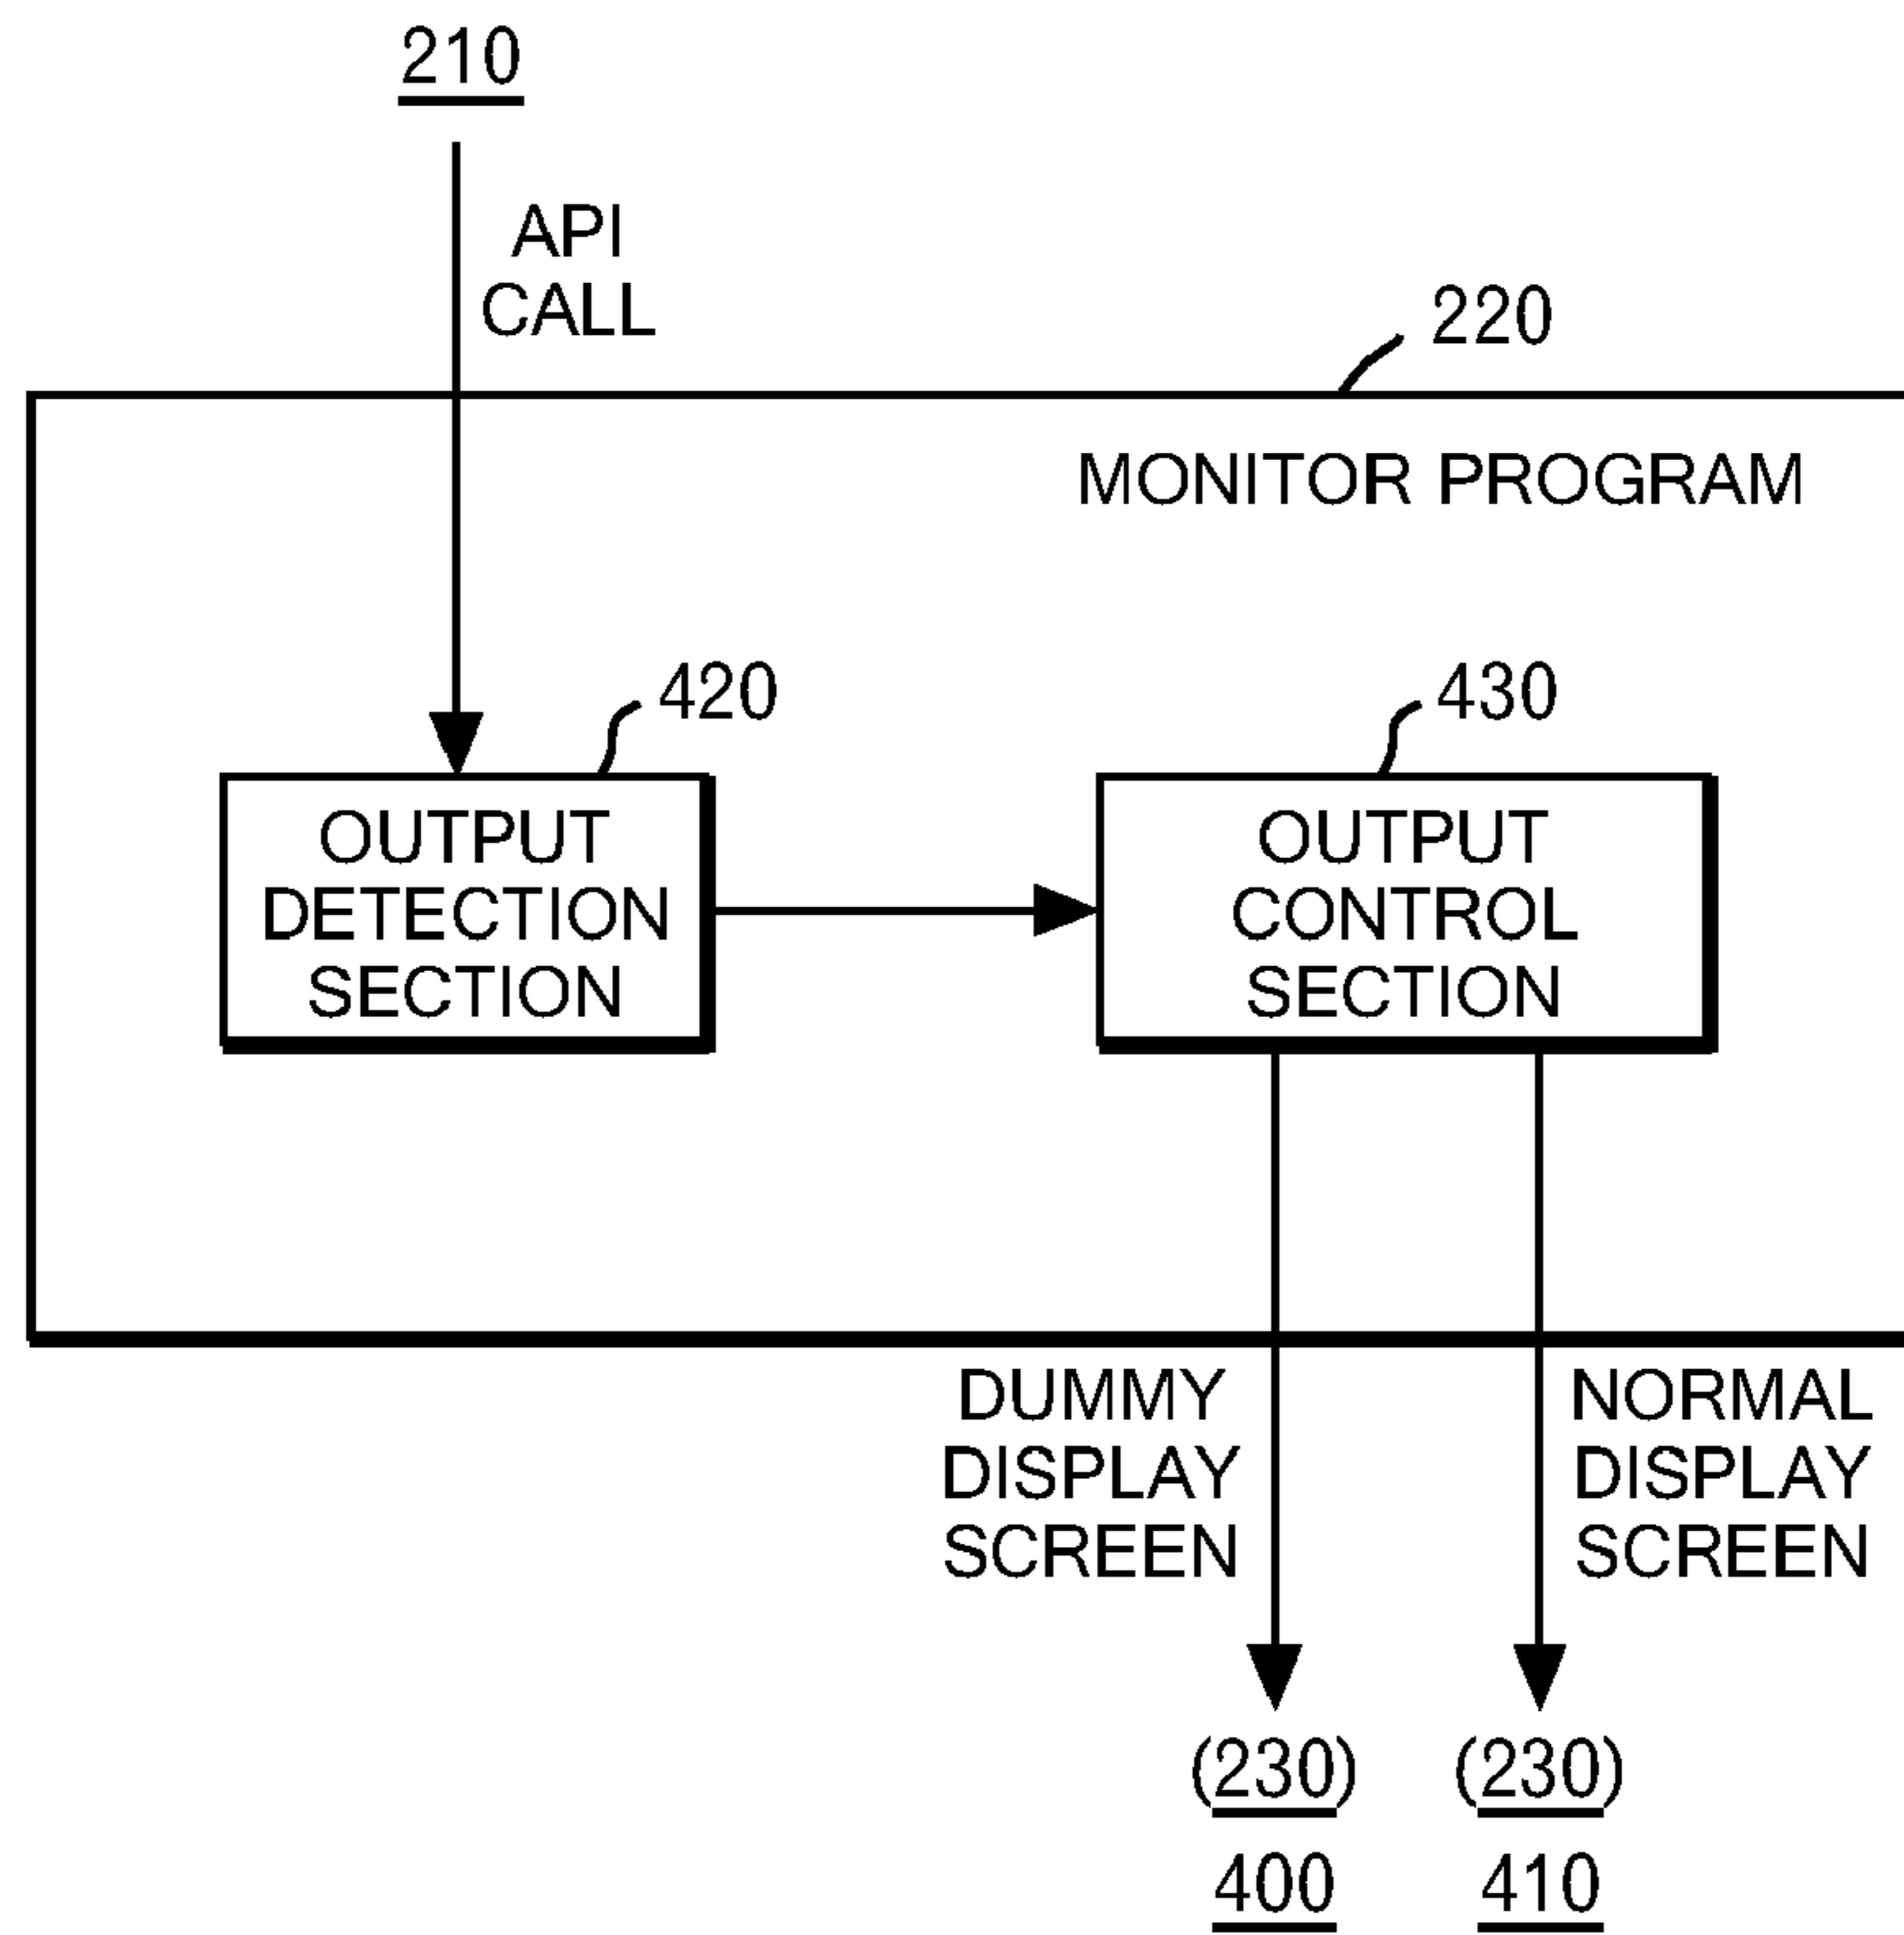 210
API
CALL
220
MONITOR PROGRAM
420
430
OUTPUT
DETECTION
SECTION
OUTPUT
CONTROL
SECTION
DUMMY
DISPLAY
SCREEN
NORMAL
DISPLAY
SCREEN
(230)
(230)
400
410